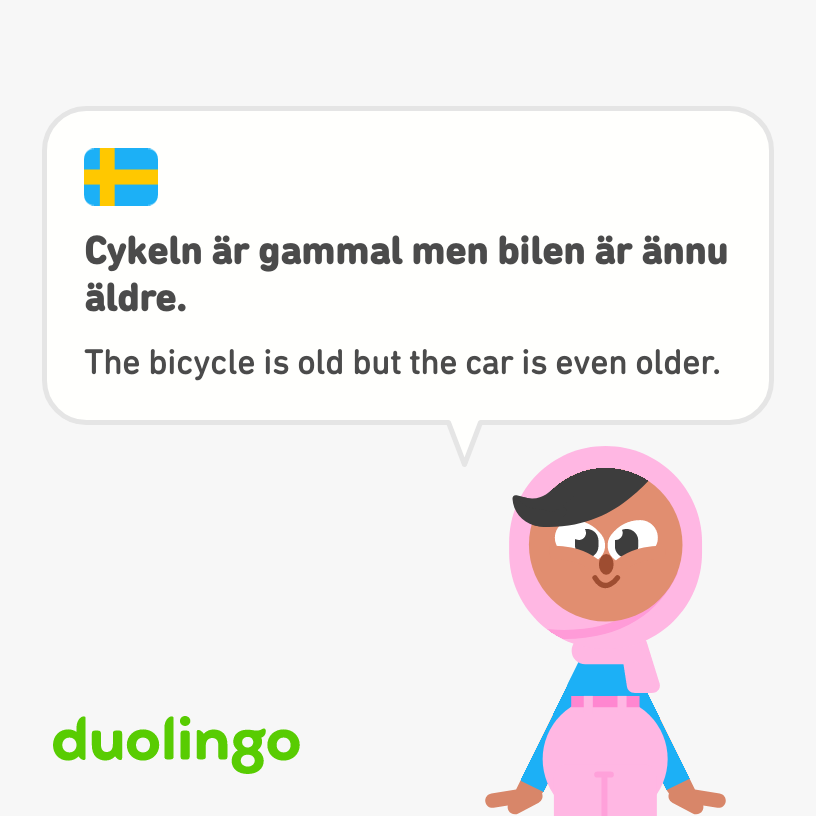 Cykeln är gammal men bilen är ännu
äldre.
The bicycle is old but the car is even older.
duolingo